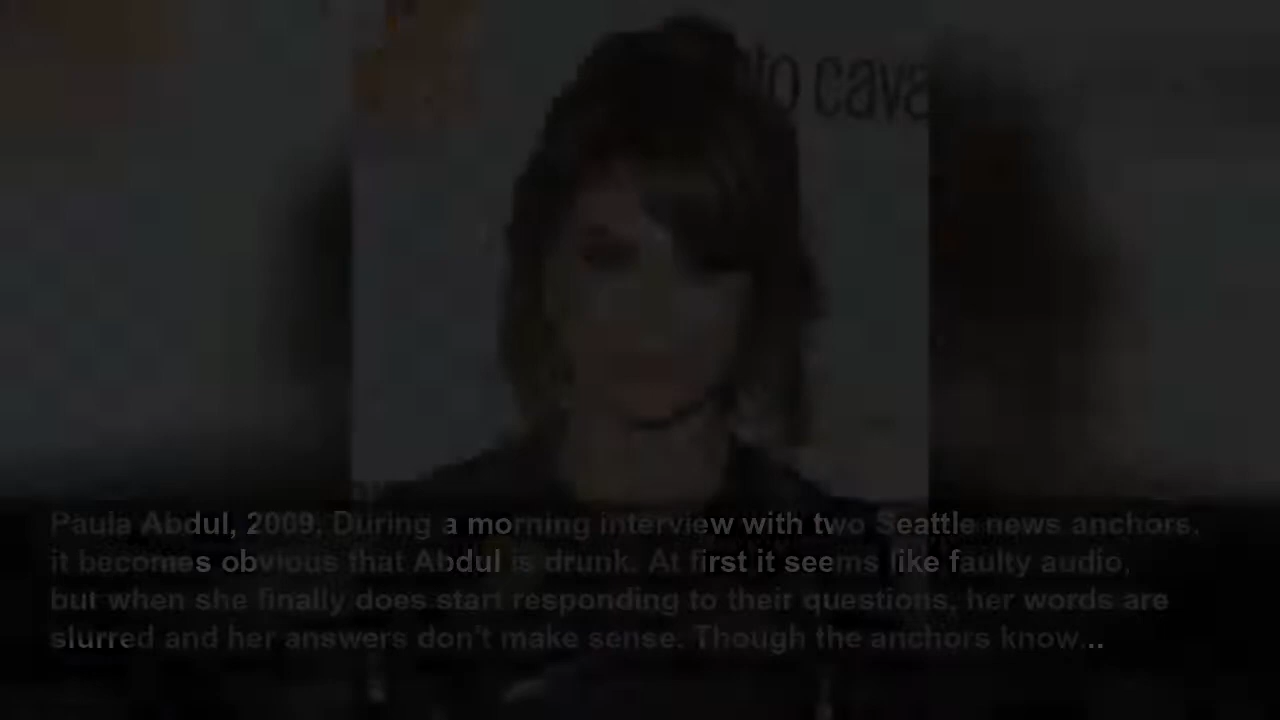 to cava
Paula Abdul, 2009. During a morning interview with two Seattle news anchors,
it becomes obvious that Abdul is drunk. At first it seems like faulty audio,
but when she finally does start responding to their questions, her words are
slurred and her answers don't make sense. Though the anchors know...